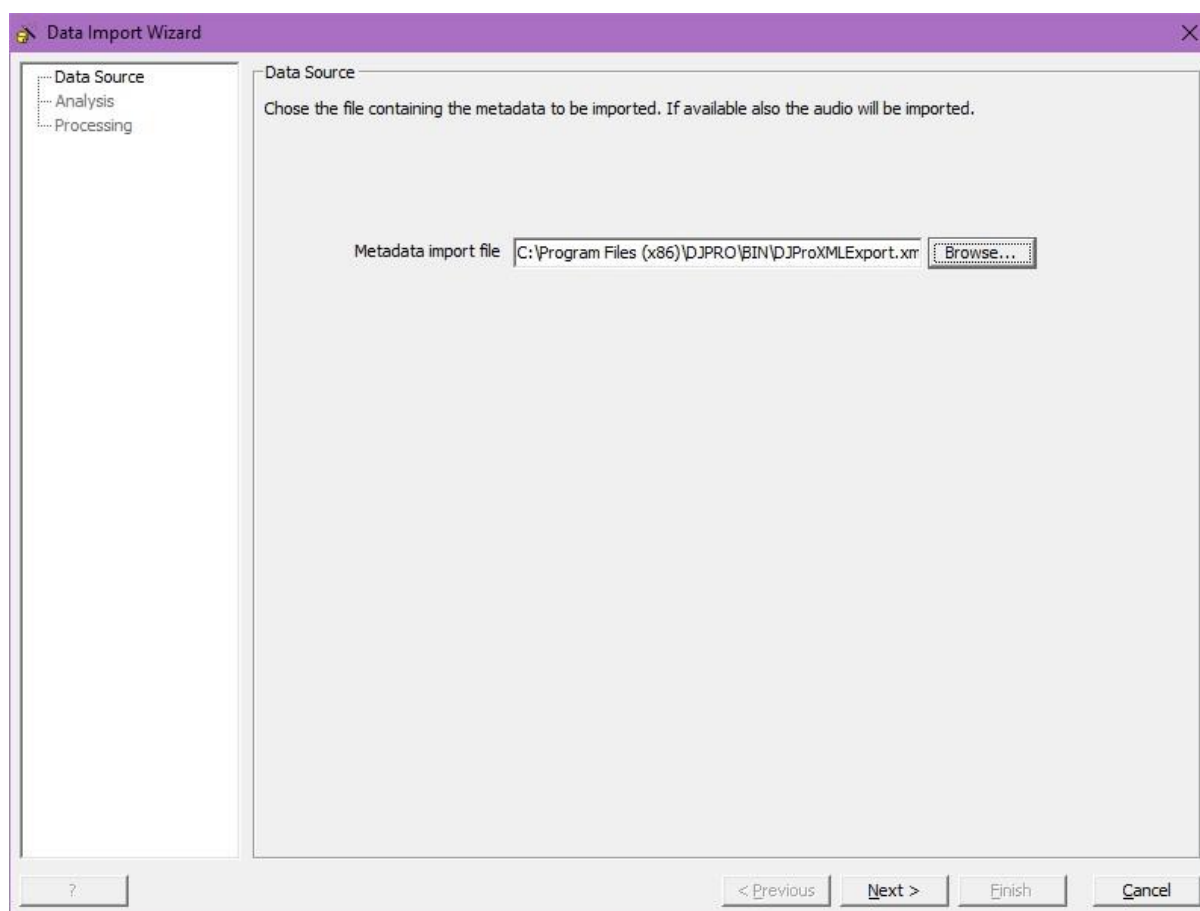 Data Import Wizard
Data Source
Analysis
Processing
Data Source
Chose the file containing the metadata to be imported. If available also the audio will be imported.
Metadata import file C:\Program Files (x86)\DJPRO\BIN\DJProXMLExport.xm Browse...
? < Previous Next > Finish Cancel